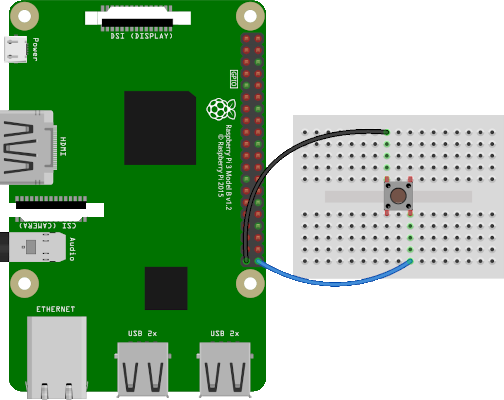 DSI (DISPLAY)
Power
GPIO
HDMI
Raspberry Pi 3 Model B v1.2
© Raspberry Pi 2015
CSI (CAMERA)
Audio
ETHERNET
USB 2x
USB 2x